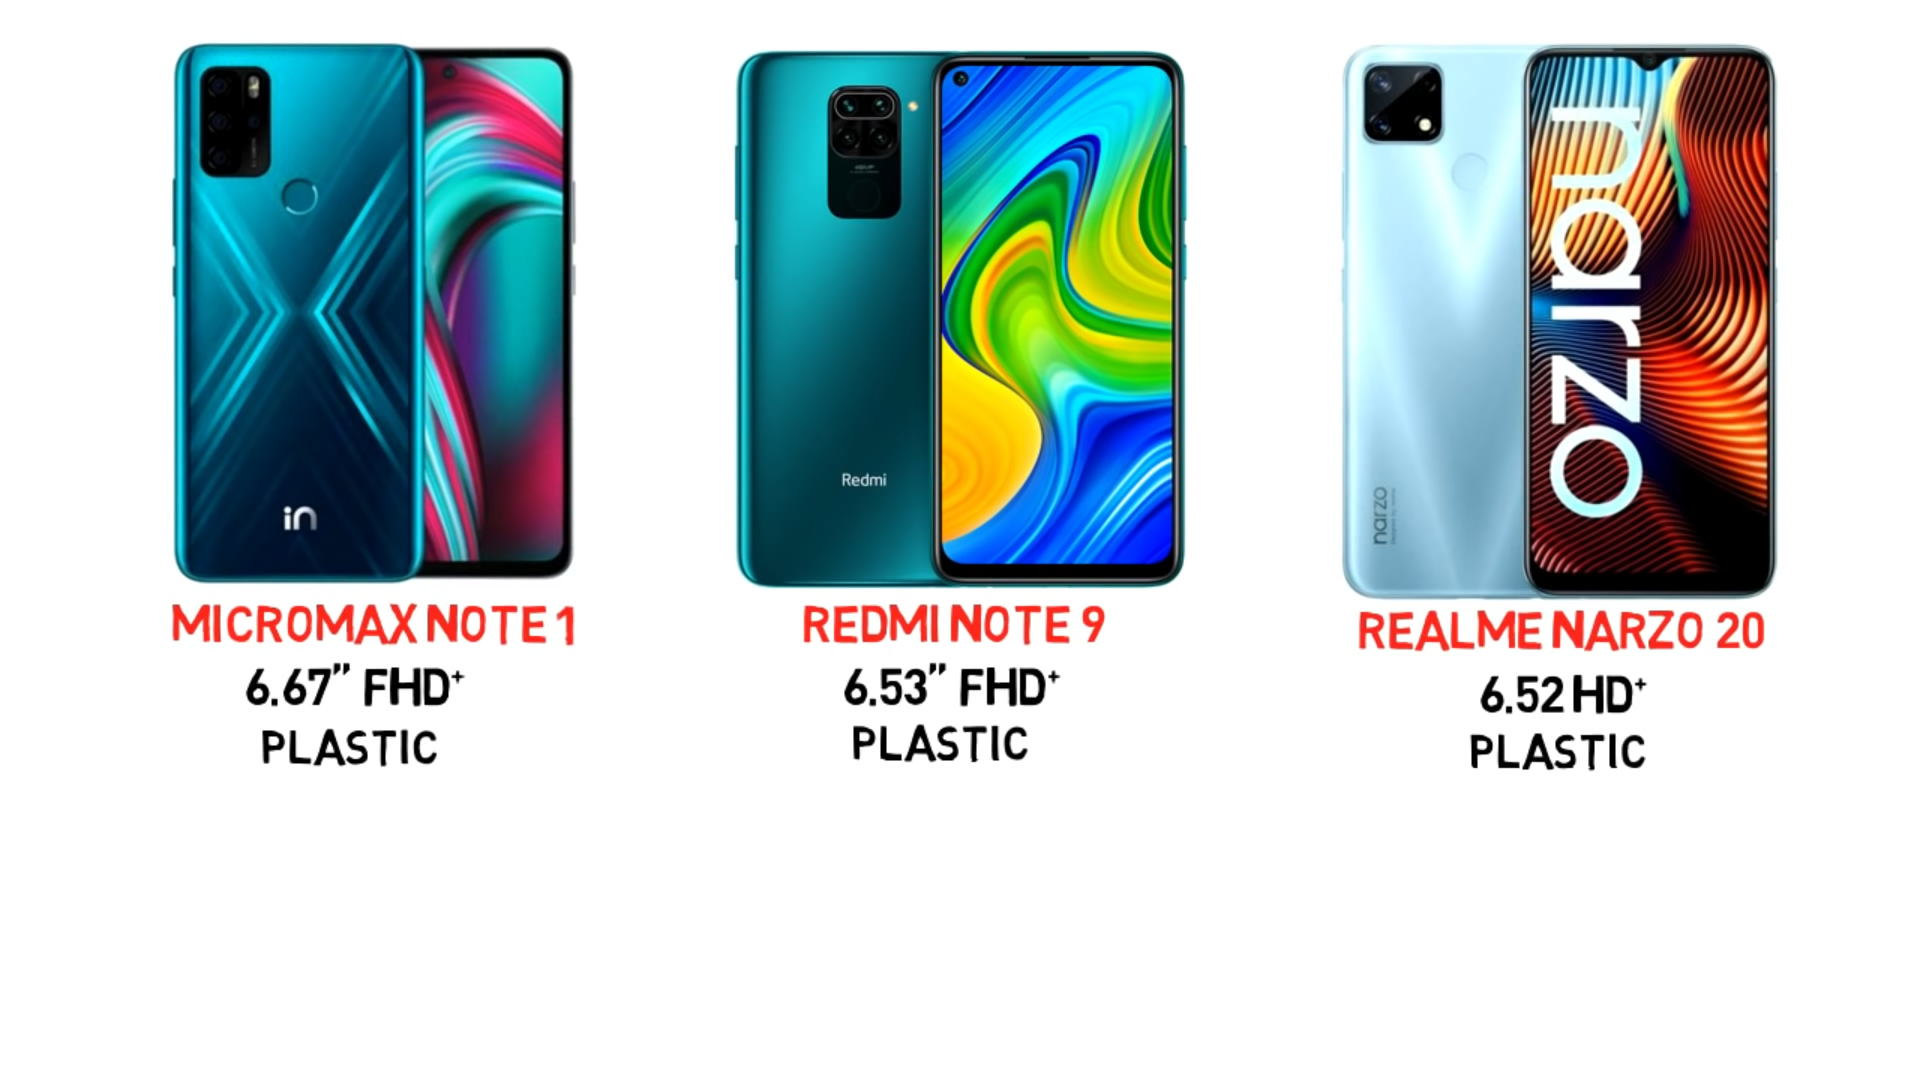 in
Redmi
narzo
narzo
MICROMAX NOTE 1
6.67" FHD+
PLASTIC
REDMI NOTE 9
6.53" FHD+
PLASTIC
REALME NARZO 20
6.52 HD+
PLASTIC